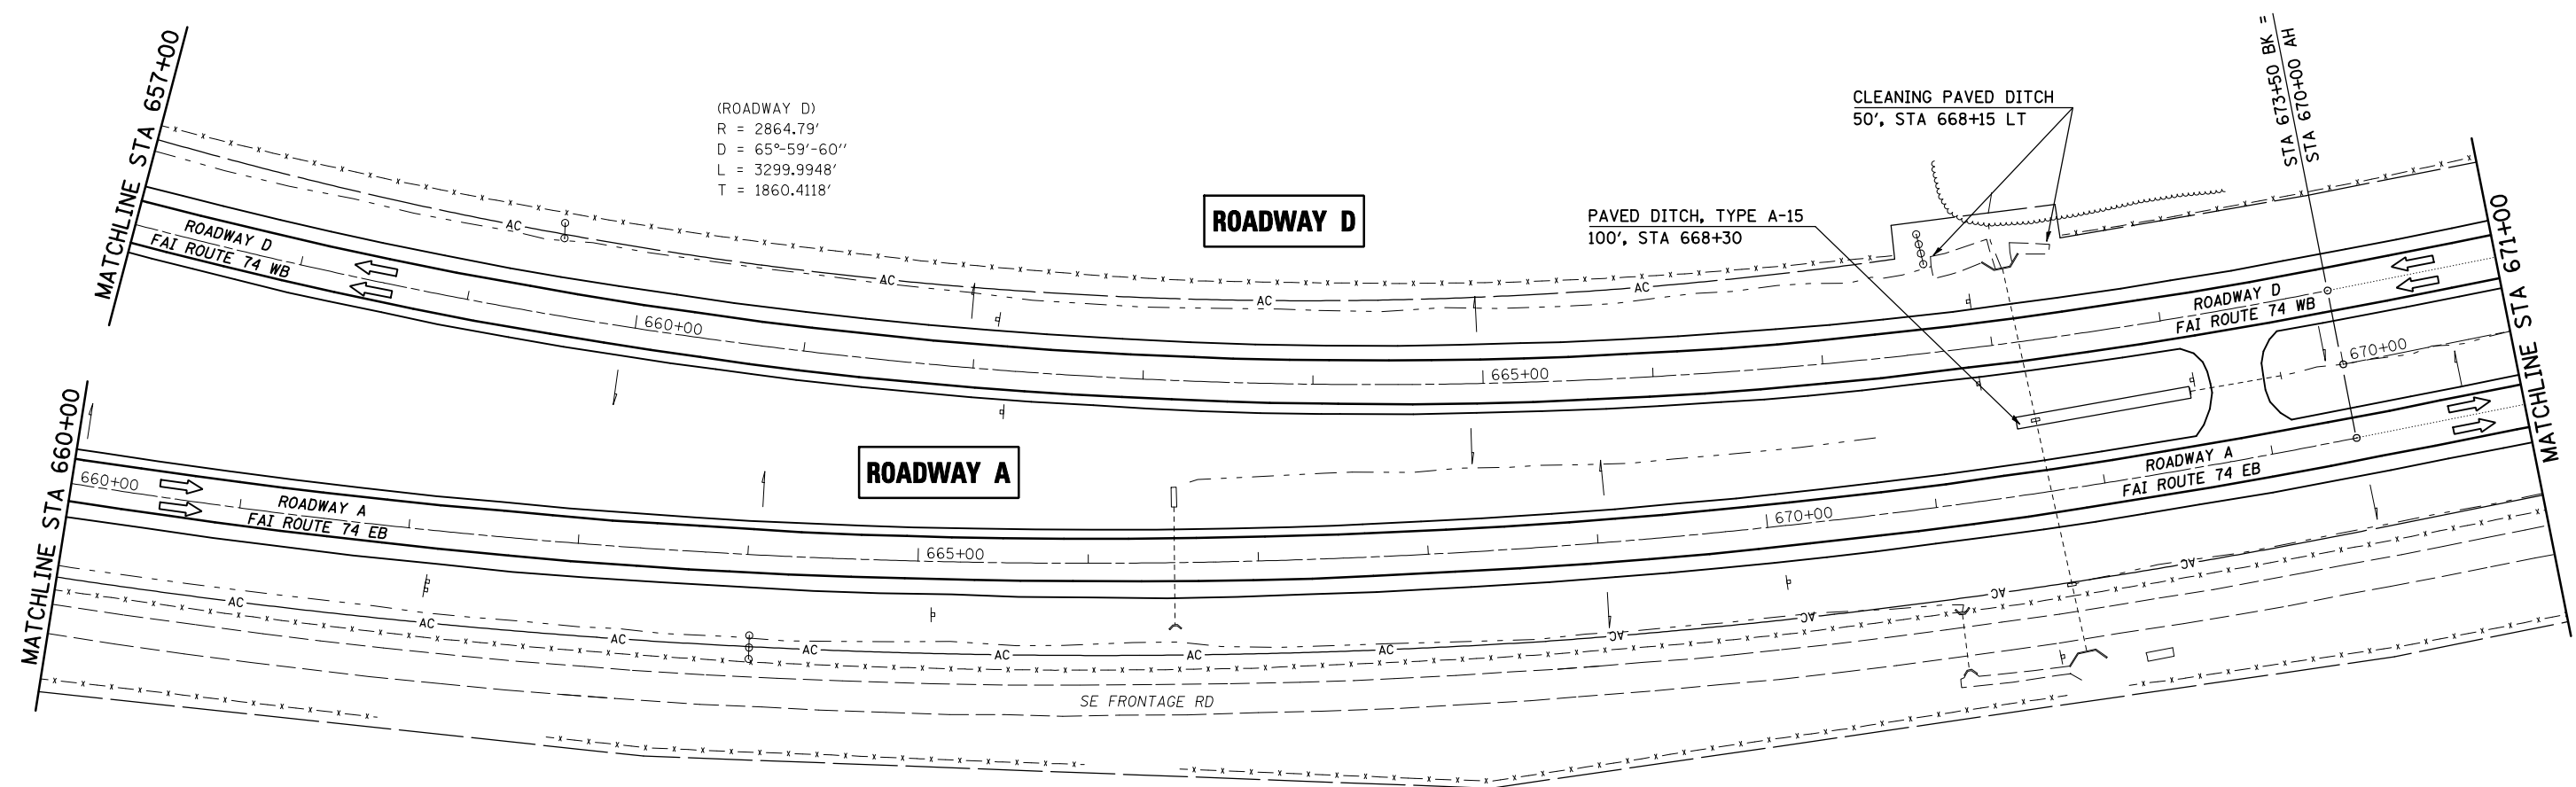 MATCHLINE STA 657+00
(ROADWAY D)
R = 2864.79'
D = 65°-59'-60''
L = 3299.9948'
T = 1860.4118'
ROADWAY D
CLEANING PAVED DITCH
50', STA 668+15 LT
PAVED DITCH, TYPE A-15
100', STA 668+30
STA 673+50 BK =
STA 670+00 AH
MATCHLINE STA 671+00
ROADWAY D
FAI ROUTE 74 WB
AC
AC
AC
AC
660+00
665+00
ROADWAY D
FAI ROUTE 74 WB
670+00
MATCHLINE STA 660+00
ROADWAY A
660+00
ROADWAY A
FAI ROUTE 74 EB
665+00
670+00
ROADWAY A
FAI ROUTE 74 EB
AC
AC
AC
AC
AC
AC
AC
AC
AC
AC
AC
SE FRONTAGE RD